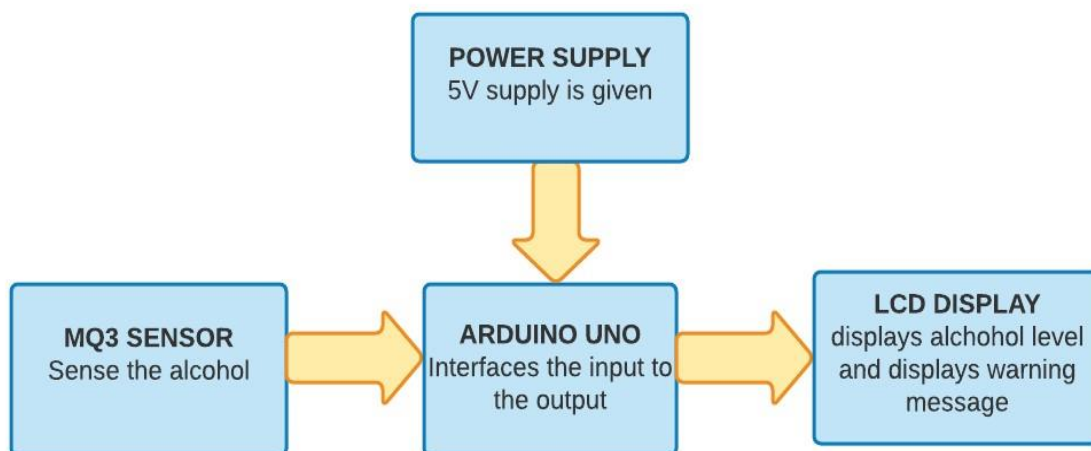 POWER SUPPLY
5V supply is given
MQ3 SENSOR
Sense the alcohol
ARDUINO UNO
Interfaces the input to
the output
LCD DISPLAY
displays alchohol level
and displays warning
message